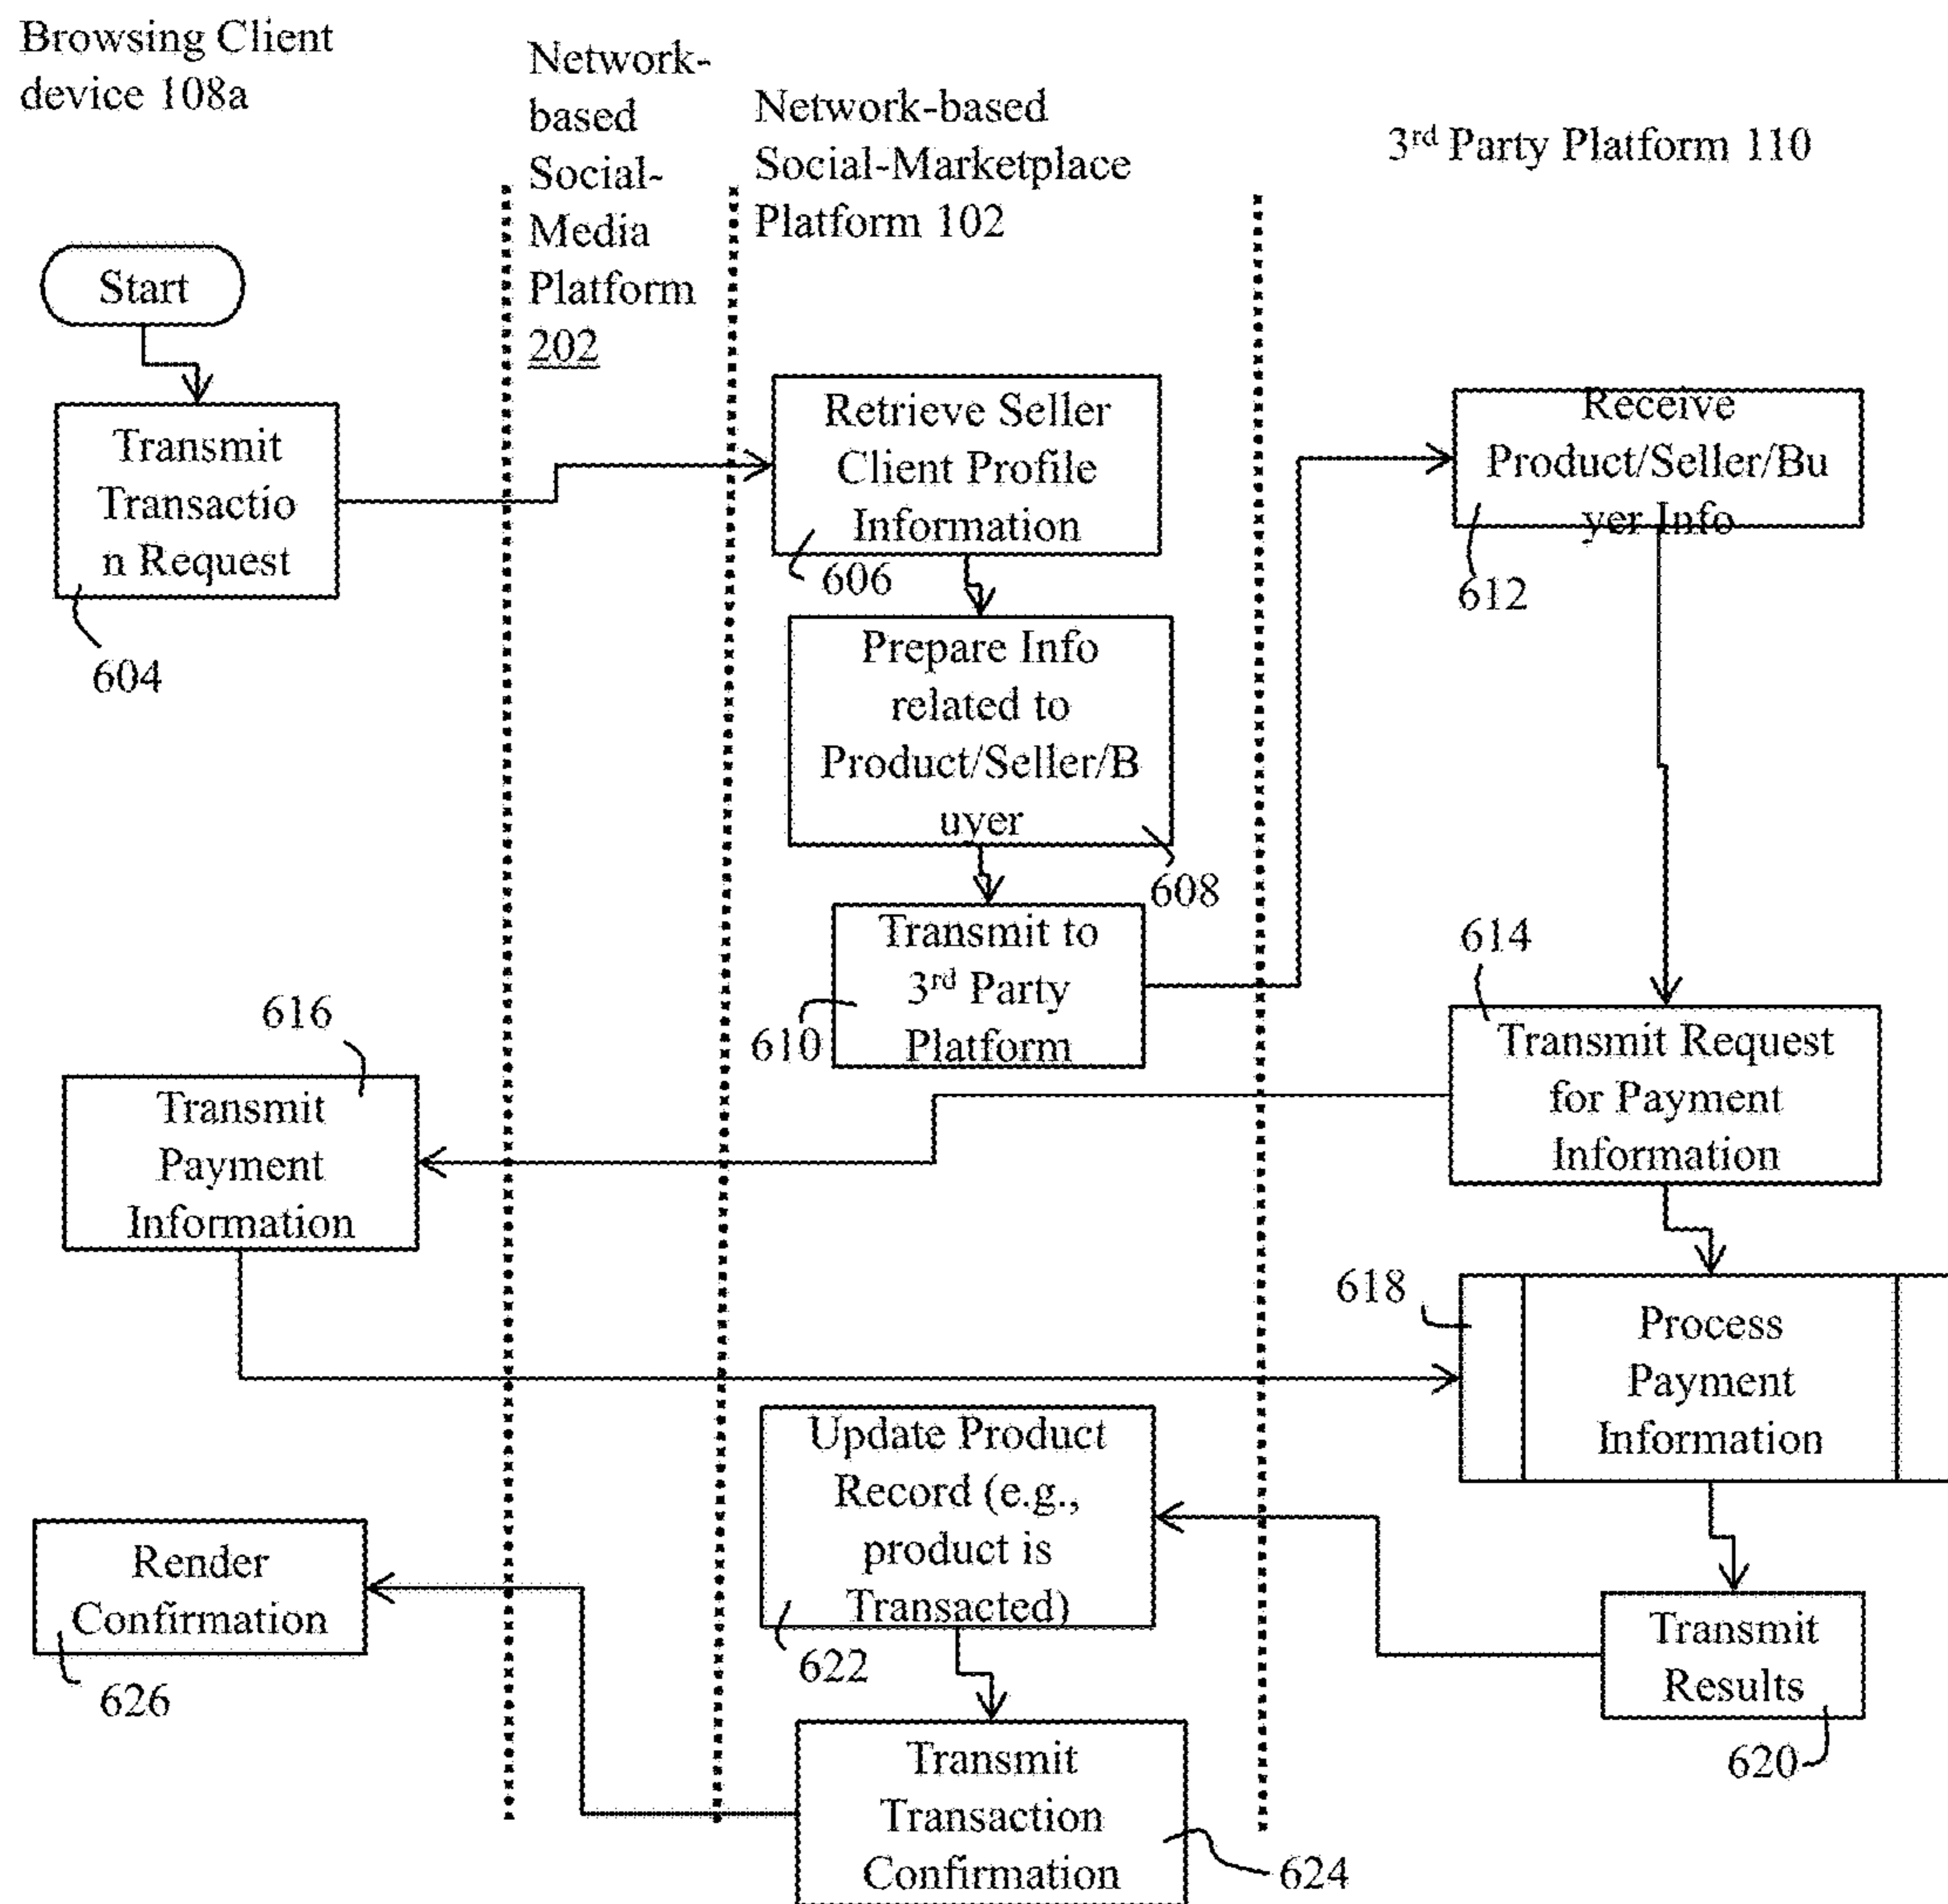 Browsing Client
device 108a
Network-
based
Social-
Media
Platform
202
Network-based
Social-Marketplace
Platform 102
3rd Party Platform 110
Start
Transmit
Transactio
n Request
604
Retrieve Seller
Client Profile
Information
606
Prepare Info
related to
Product/Seller/B
uyer
608
Transmit to
3rd Party
Platform
610
Receive
Product/Seller/Bu
yer Info
612
614
Transmit Request
for Payment
Information
616
Transmit
Payment
Information
618
Process
Payment
Information
Transmit
Results
620
Update Product
Record (e.g.,
product is
Transacted)
622
Transmit
Transaction
Confirmation
624
Render
Confirmation
626